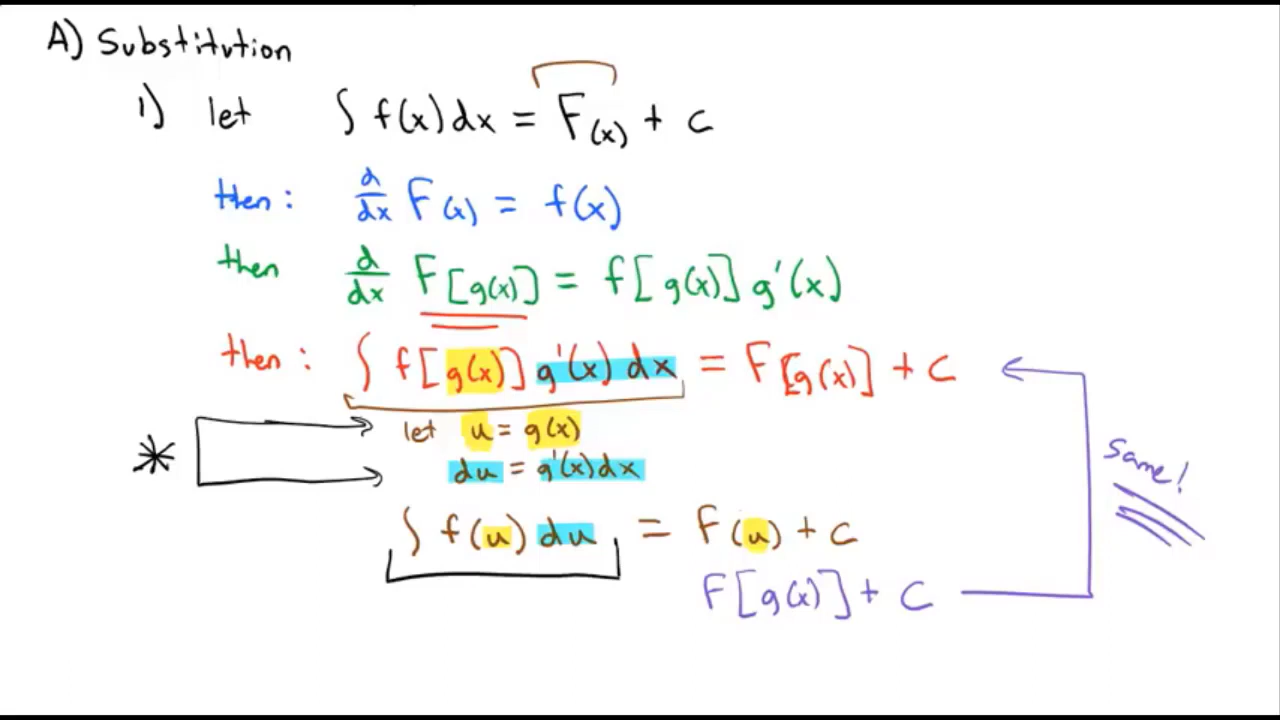 A) Substitution
1) let ∫ f(x) dx = F(x) + c
then : d/dx F(x) = f(x)
then d/dx F[g(x)] = f[g(x)] g'(x)
then : ∫ f[g(x)] g'(x) dx = F[g(x)] + c
let u = g(x)
* du = g'(x) dx
same!
∫ f(u) du = F(u) + c
F[g(x)] + c